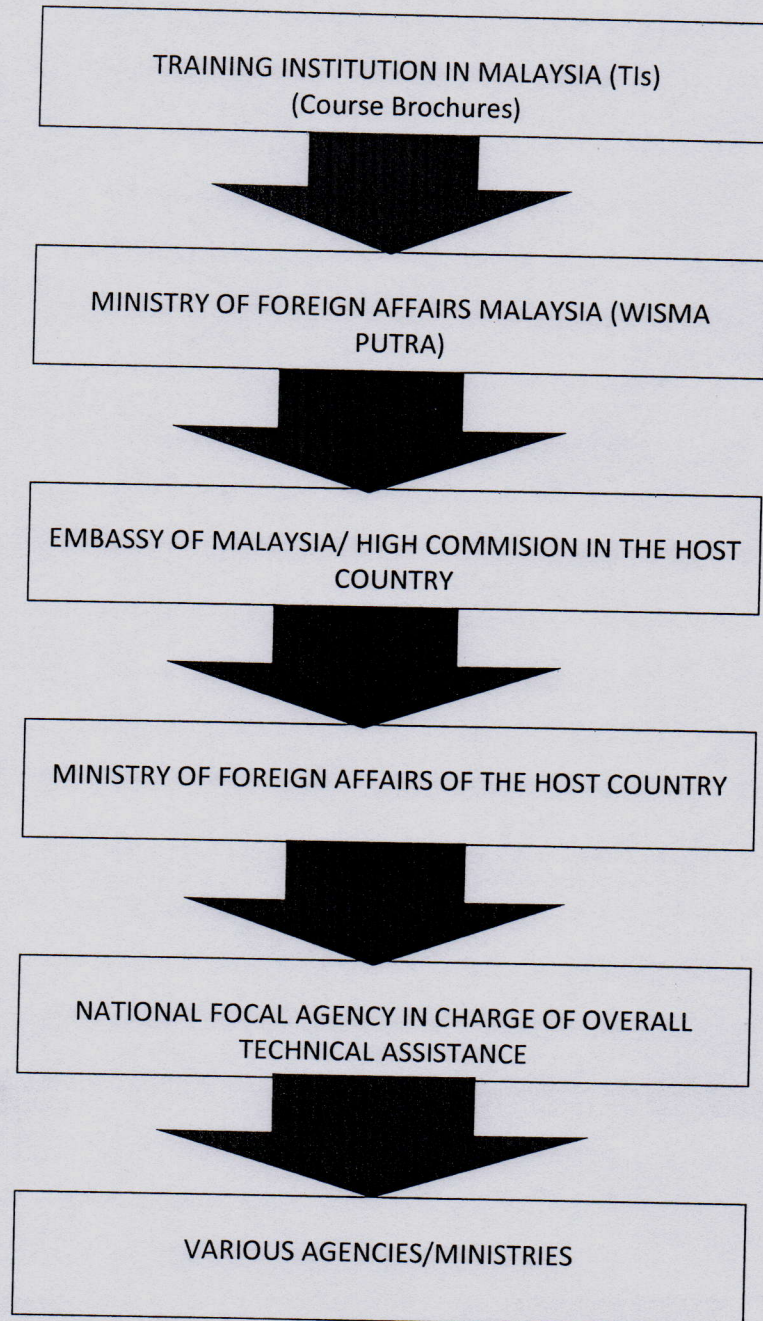 TRAINING INSTITUTION IN MALAYSIA (TIs)
(Course Brochures)
MINISTRY OF FOREIGN AFFAIRS MALAYSIA (WISMA
PUTRA)
EMBASSY OF MALAYSIA/ HIGH COMMISION IN THE HOST
COUNTRY
MINISTRY OF FOREIGN AFFAIRS OF THE HOST COUNTRY
NATIONAL FOCAL AGENCY IN CHARGE OF OVERALL
TECHNICAL ASSISTANCE
VARIOUS AGENCIES/MINISTRIES